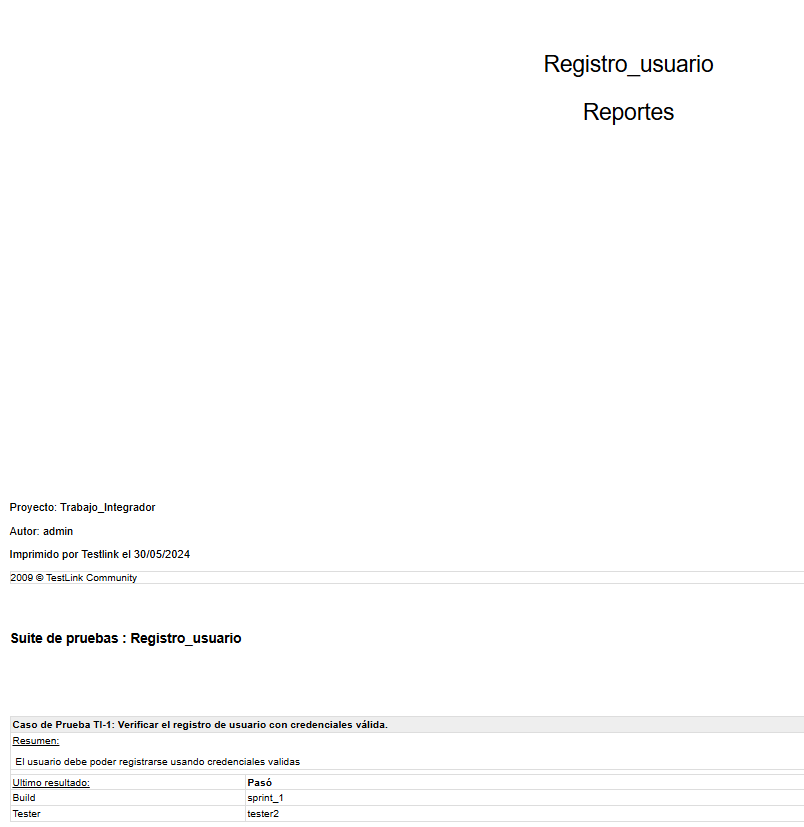 Registro_usuario
Reportes
Proyecto: Trabajo_Integrador
Autor: admin
Imprimido por Testlink el 30/05/2024
2009 © TestLink Community
Suite de pruebas : Registro_usuario
Caso de Prueba TI-1: Verificar el registro de usuario con credenciales válida.
Resumen:
El usuario debe poder registrarse usando credenciales validas
Ultimo resultado: Pasó
Build sprint_1
Tester tester2